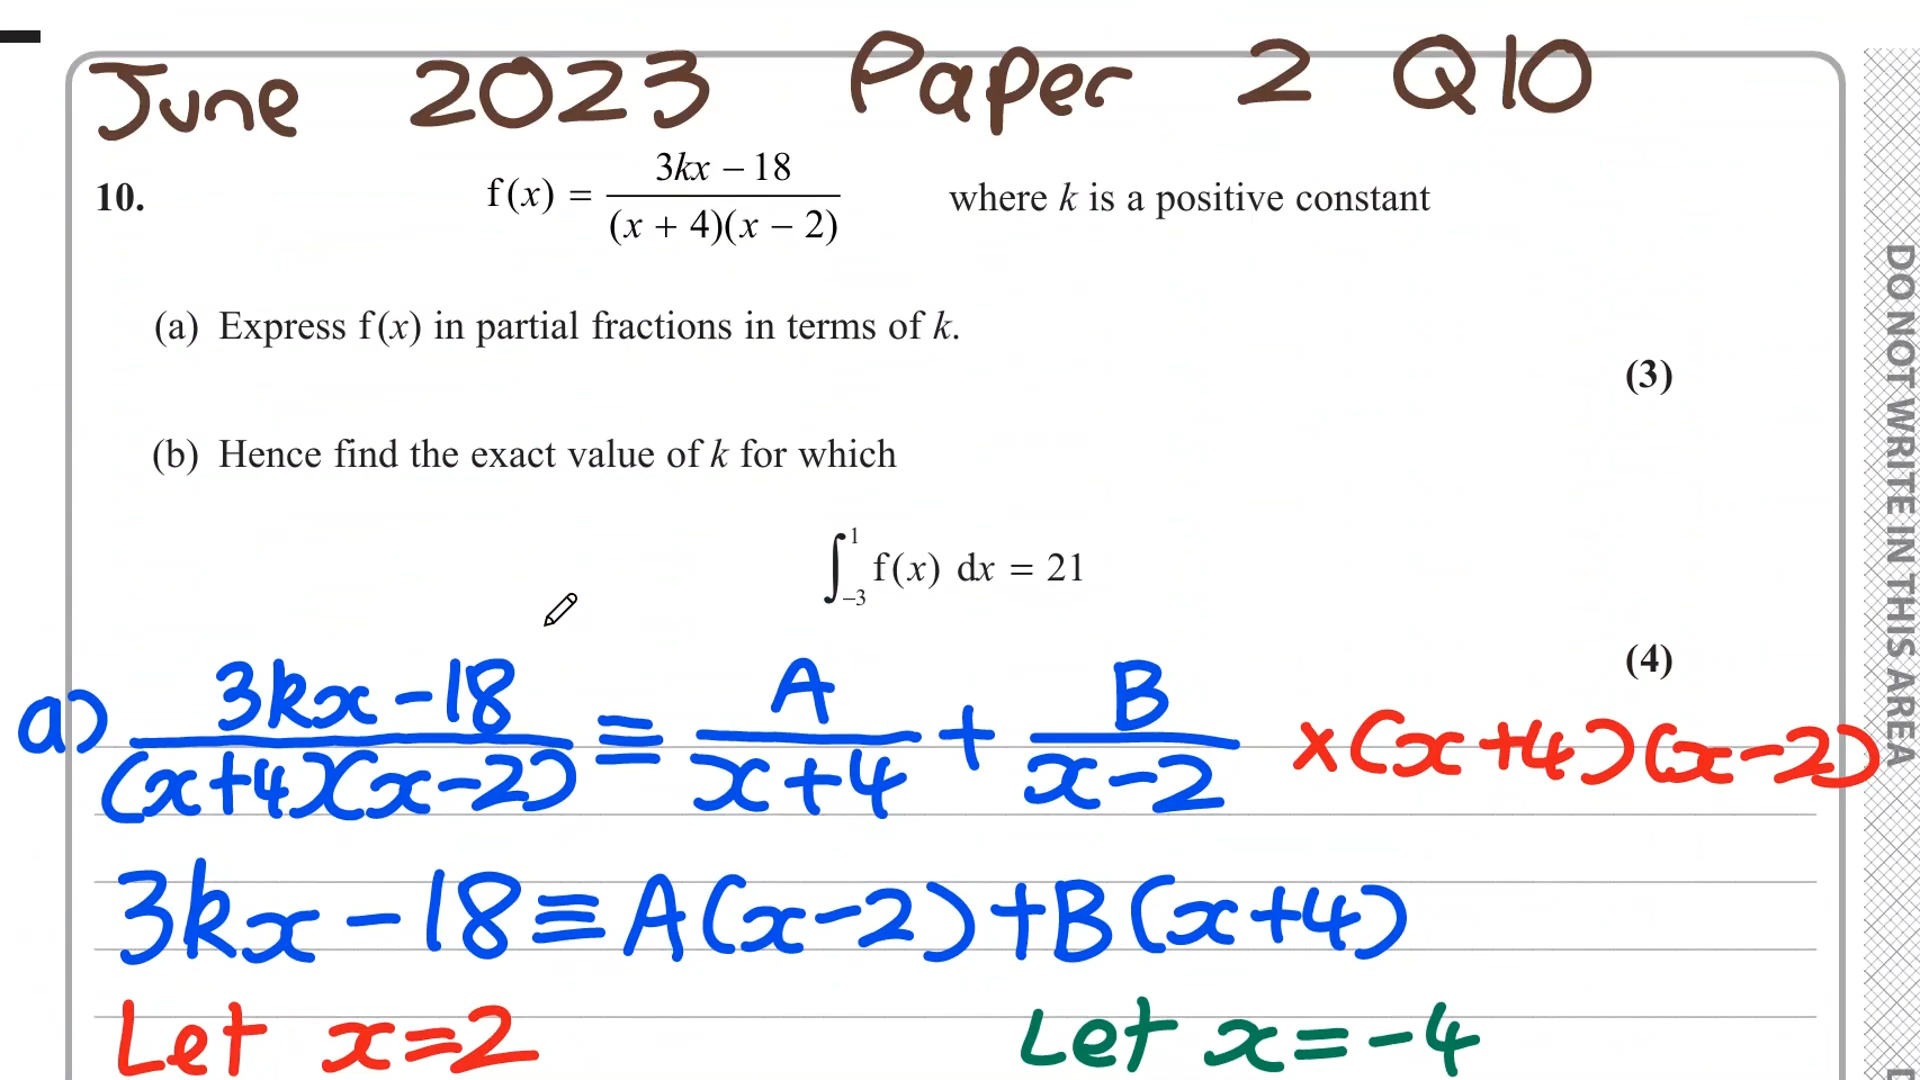 June 2023 Paper 2 Q10
10. f(x) = (3kx − 18)/((x + 4)(x − 2)) where k is a positive constant
(a) Express f(x) in partial fractions in terms of k.
(3)
(b) Hence find the exact value of k for which
∫₋₃¹ f(x) dx = 21
(4)
a) (3kx − 18)/((x+4)(x−2)) ≡ A/(x+4) + B/(x−2) ×(x+4)(x−2)
3kx − 18 ≡ A(x−2) + B(x+4)
Let x=2 Let x=−4
DO NOT WRITE IN THIS AREA